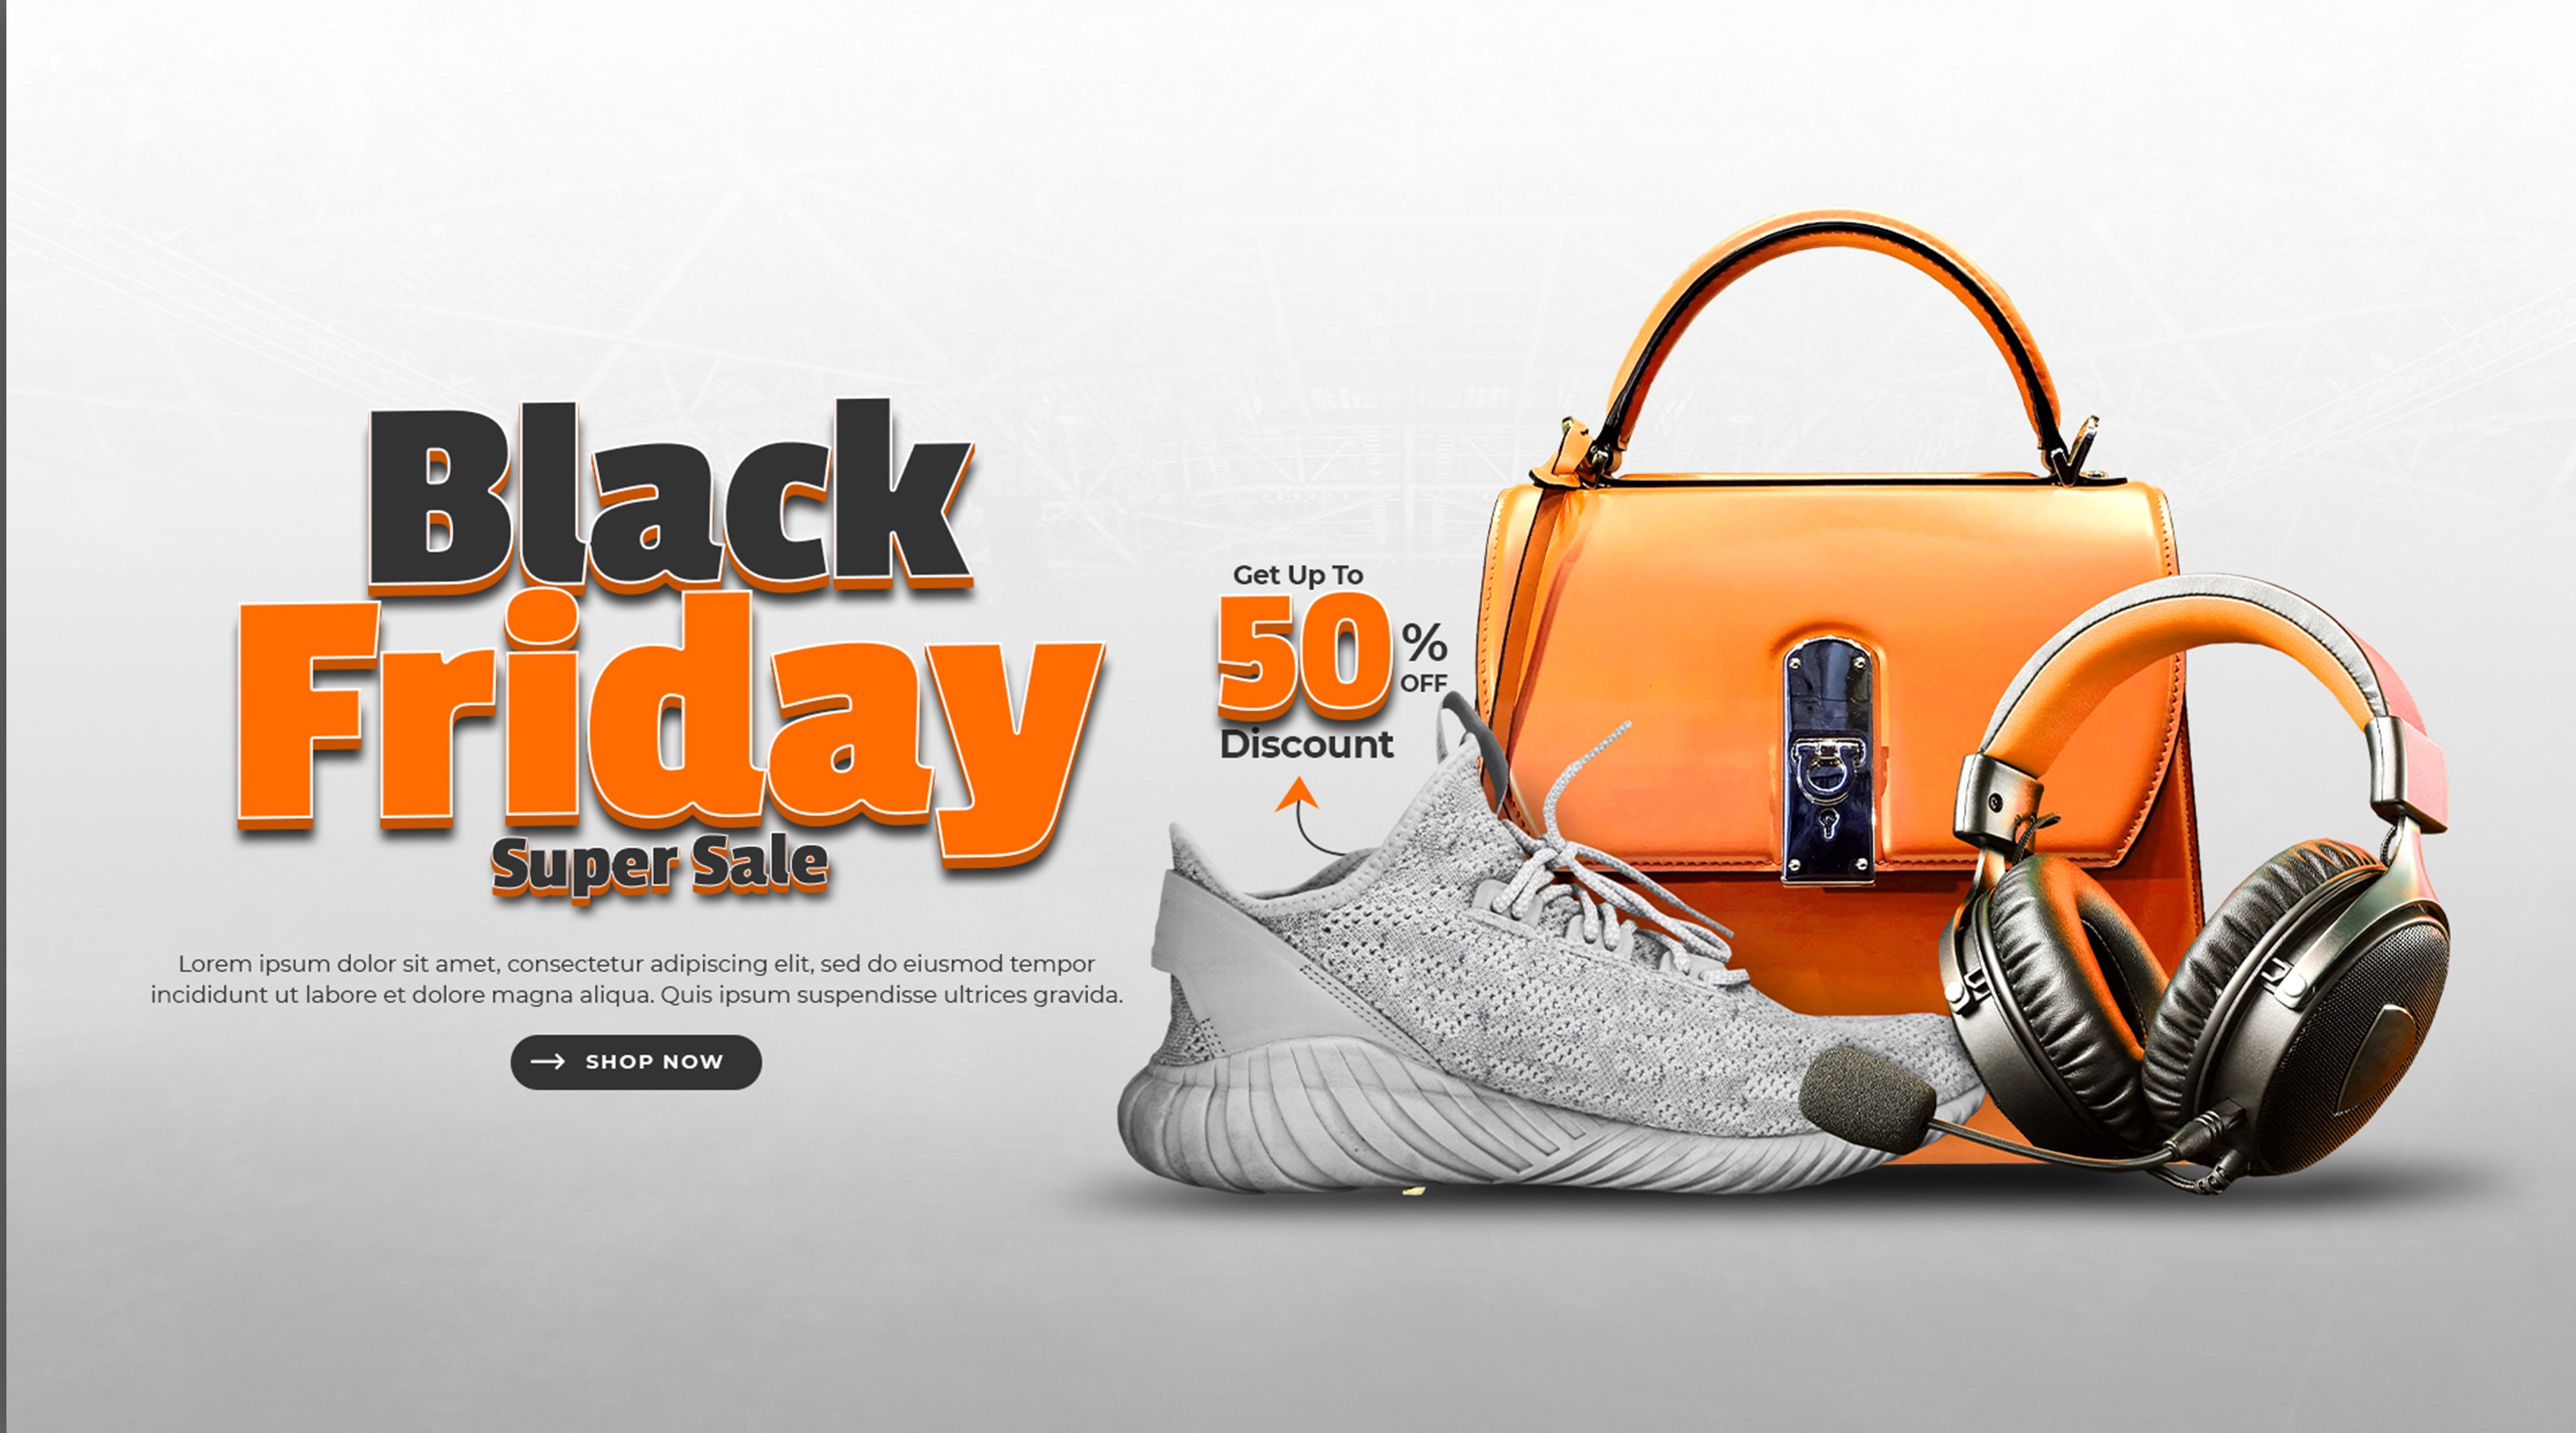 Black
Friday
Super Sale
Lorem ipsum dolor sit amet, consectetur adipiscing elit, sed do eiusmod tempor
incididunt ut labore et dolore magna aliqua. Quis ipsum suspendisse ultrices gravida.
SHOP NOW
Get Up To
50%
OFF
Discount